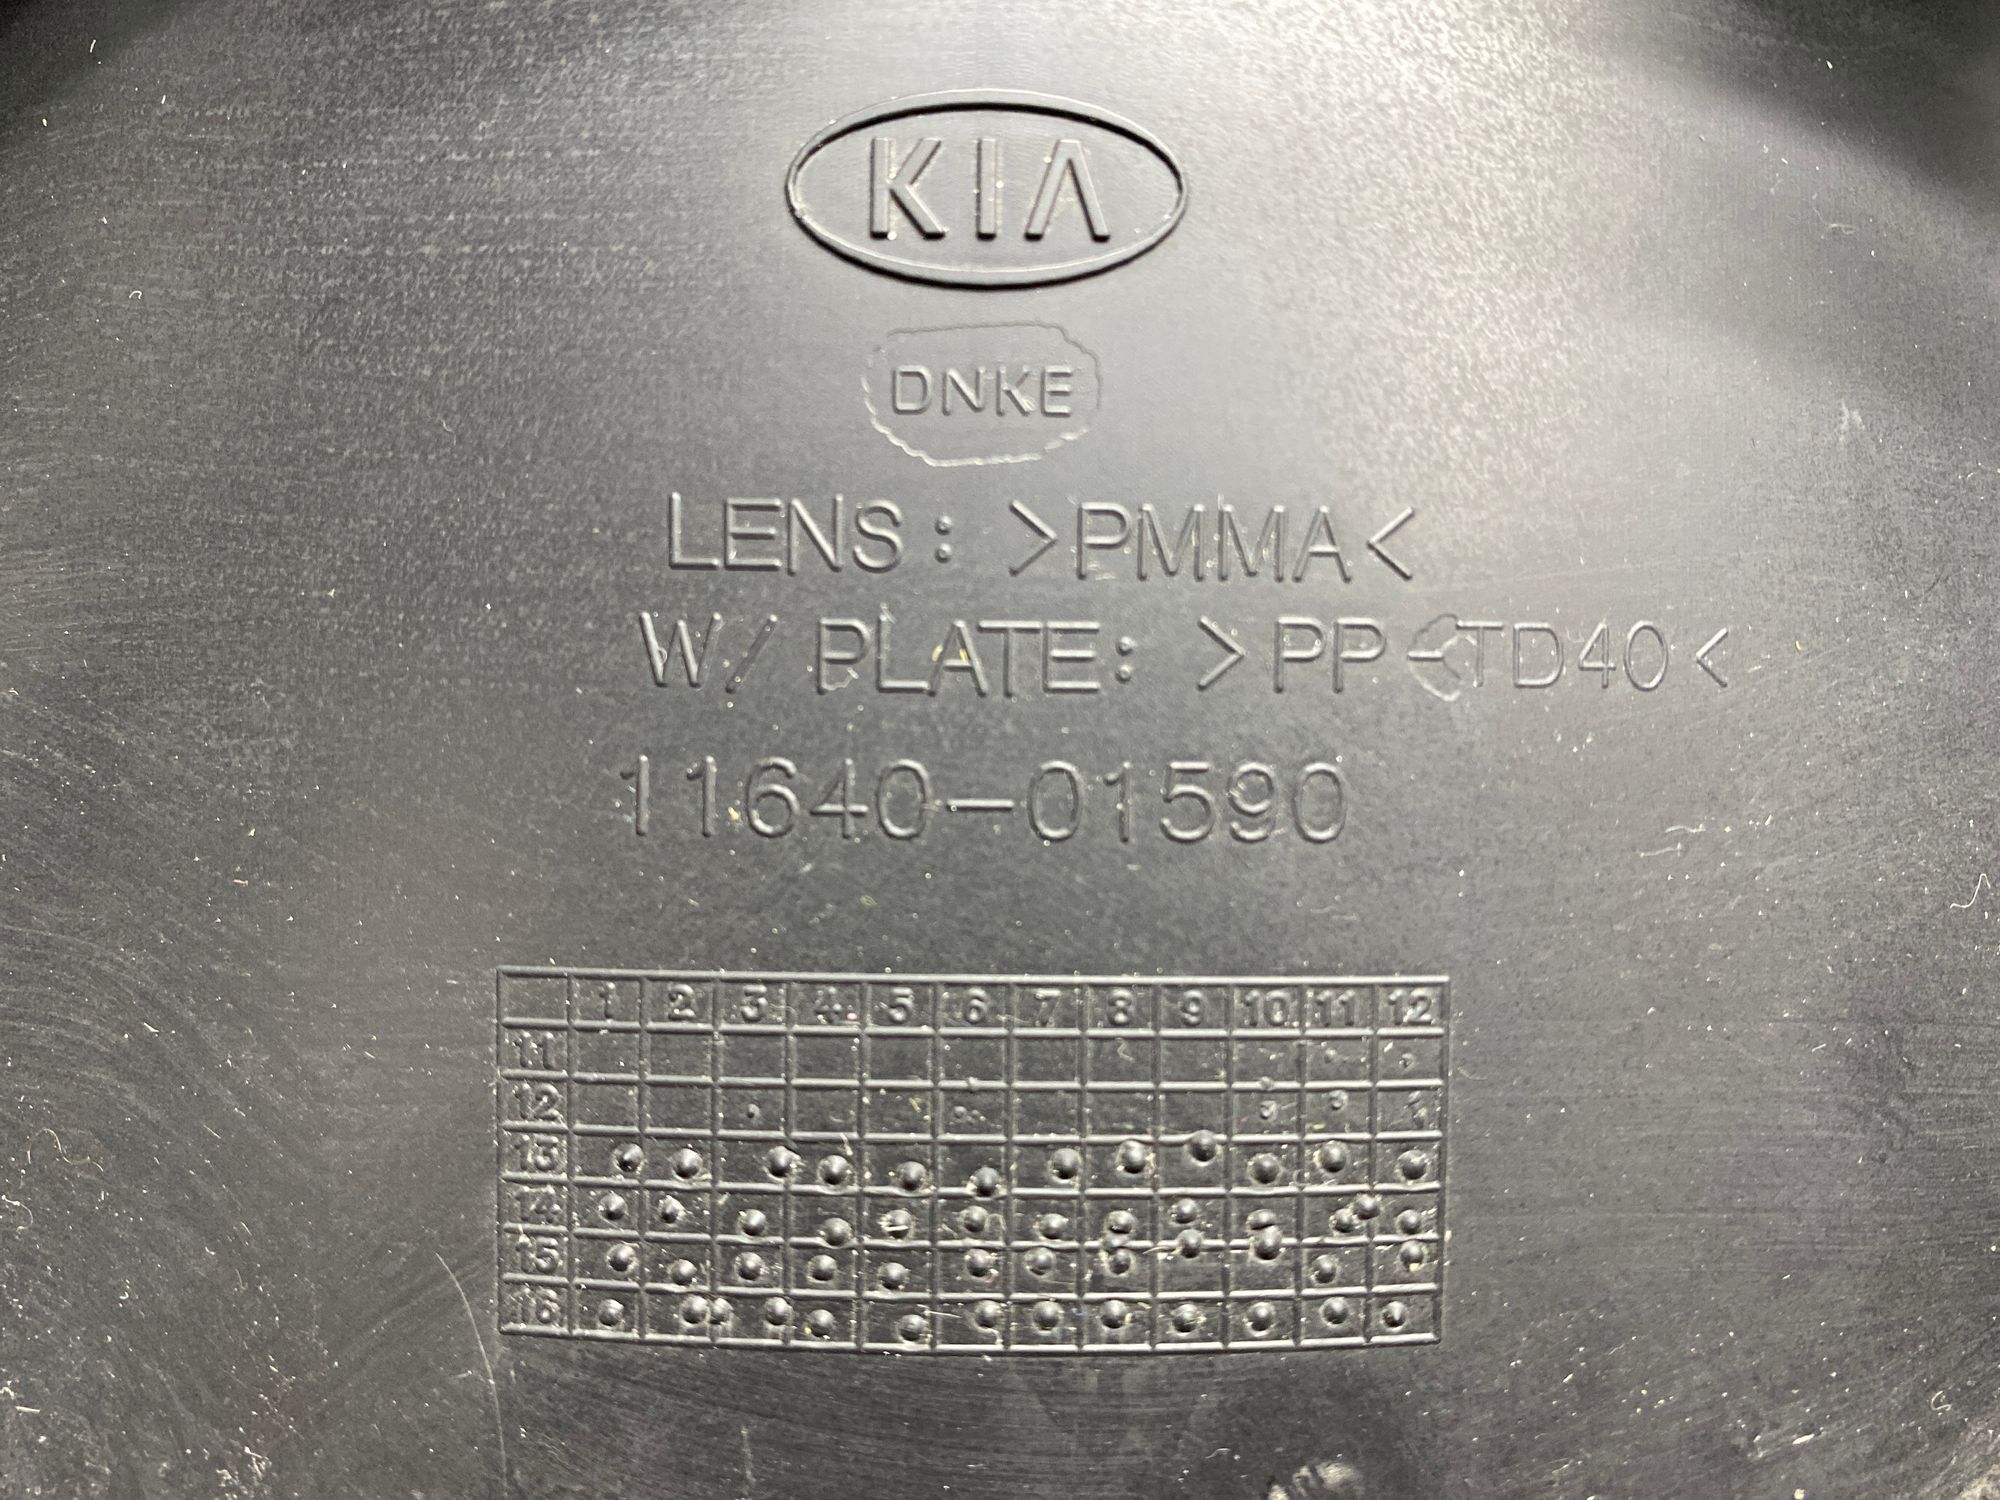 KIA
DNKE
LENS: >PMMA<
W/ PLATE: >PP-TD40<
11640-01590
1 2 3 4 5 6 7 8 9 10 11 12
11
12
13
14
15
16